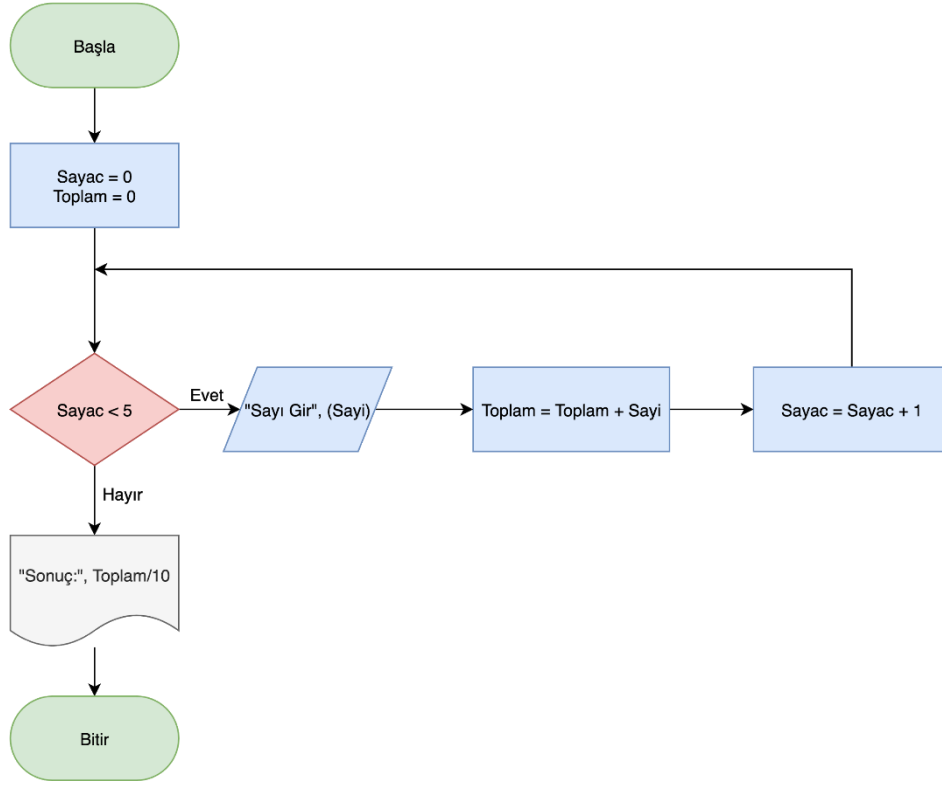 Başla
Sayac = 0
Toplam = 0
Sayac < 5
Evet
"Sayı Gir", (Sayi)
Toplam = Toplam + Sayi
Sayac = Sayac + 1
Hayır
"Sonuç:", Toplam/10
Bitir